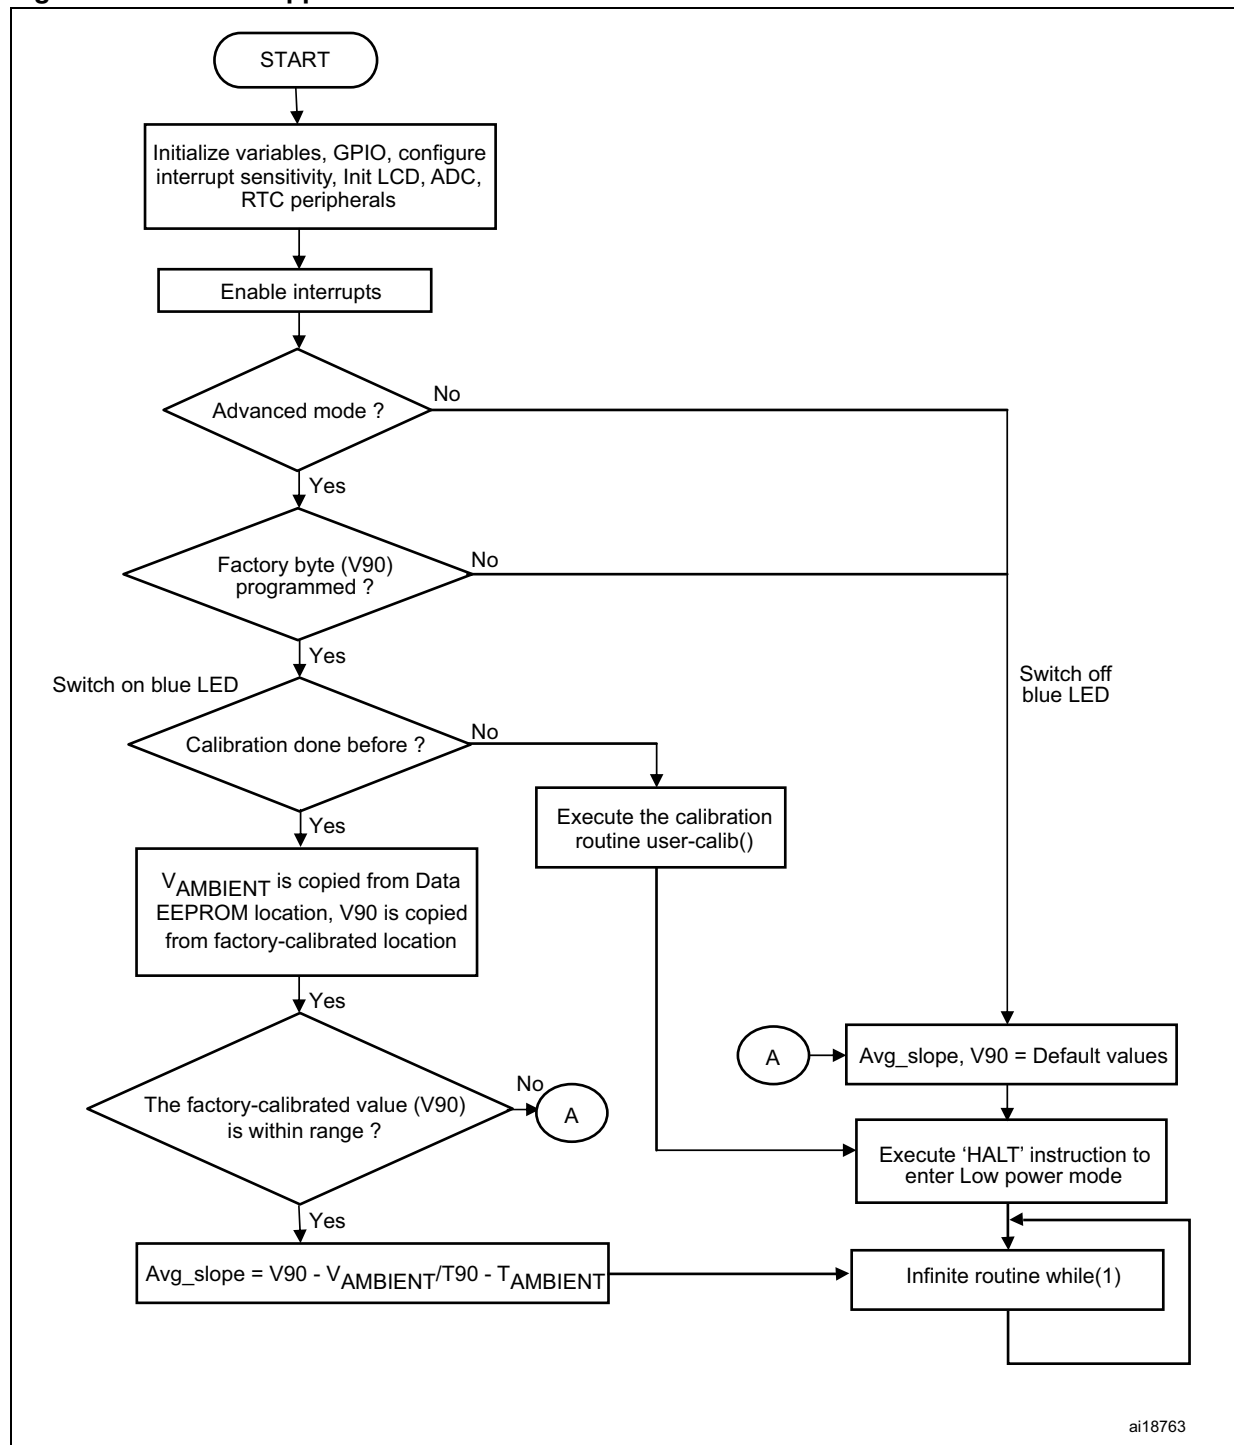 START
Initialize variables, GPIO, configure
interrupt sensitivity, Init LCD, ADC,
RTC peripherals
Enable interrupts
Advanced mode ?
No
Yes
Factory byte (V90)
programmed ?
No
Yes
Switch on blue LED
Switch off
blue LED
Calibration done before ?
No
Yes
Execute the calibration
routine user-calib()
VAMBIENT is copied from Data
EEPROM location, V90 is copied
from factory-calibrated location
Yes
The factory-calibrated value (V90)
is within range ?
No
A
A
Avg_slope, V90 = Default values
Execute ‘HALT’ instruction to
enter Low power mode
Yes
Avg_slope = V90 - VAMBIENT/T90 - TAMBIENT
Infinite routine while(1)
ai18763